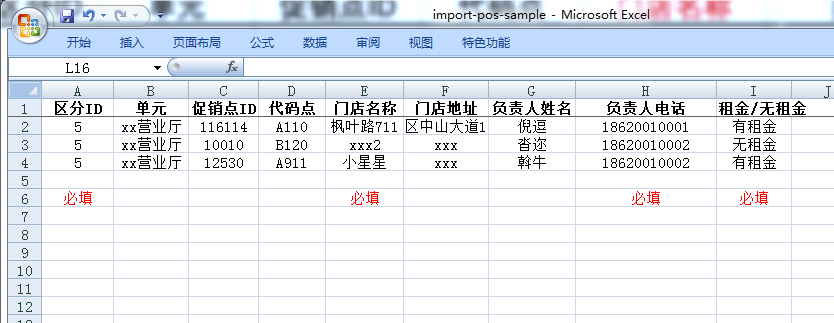 import-pos-sample - Microsoft Excel
开始 插入 页面布局 公式 数据 审阅 视图 特色功能
L16 fx
A B C D E F G H I J
1 区分ID 单元 促销点ID 代码点 门店名称 门店地址 负责人姓名 负责人电话 租金/无租金
2 5 xx营业厅 116114 A110 枫叶路711 区中山大道1 倪逗 18620010001 有租金
3 5 xx营业厅 10010 B120 xxx2 xxx 沓迩 18620010002 无租金
4 5 xx营业厅 12530 A911 小星星 xxx 斡牛 18620010002 有租金
5
6 必填 必填 必填 必填
7
8
9
10
11
12